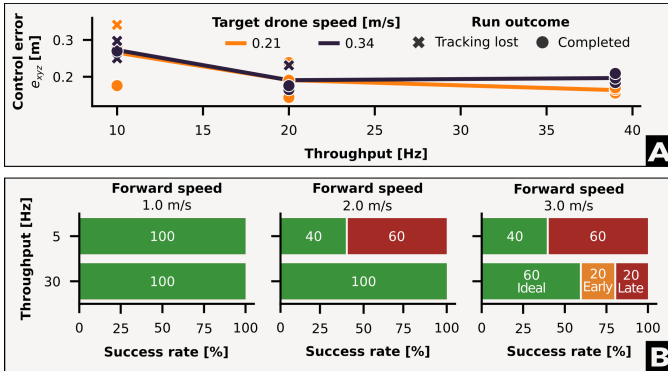 Target drone speed [m/s]
0.21
0.34
Run outcome
Tracking lost
Completed
Control error
e_xyz [m]
0.3
0.2
10
15
20
25
30
35
40
Throughput [Hz]
A
Forward speed
1.0 m/s
Forward speed
2.0 m/s
Forward speed
3.0 m/s
Throughput [Hz]
5
100
40
60
40
60
30
100
100
60
Ideal
20
Early
20
Late
0
25
50
75
100
0
25
50
75
100
0
25
50
75
100
Success rate [%]
Success rate [%]
Success rate [%]
B